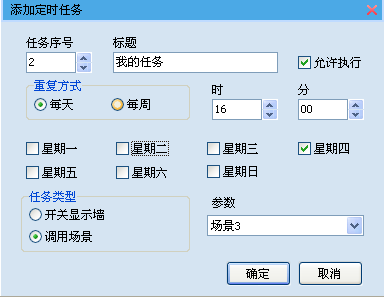 添加定时任务
任务序号 标题
2 我的任务 允许执行
重复方式 时 分
每天 每周 16 00
星期一 星期二 星期三 星期四
星期五 星期六 星期日
任务类型 参数
开关显示墙 场景3
调用场景
确定 取消